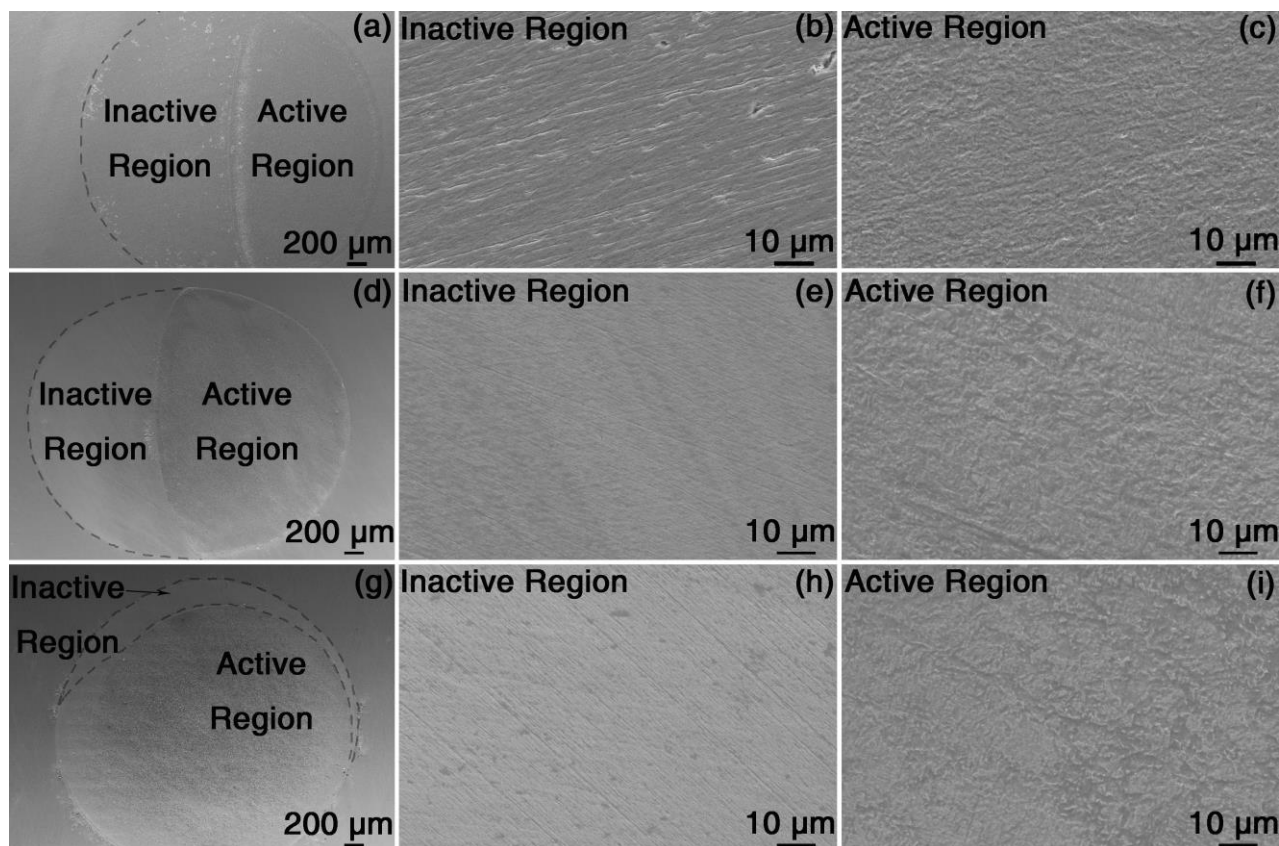 (a)
Inactive Active
Region Region
200 µm
Inactive Region (b)
10 µm
Active Region (c)
10 µm
(d)
Inactive Active
Region Region
200 µm
Inactive Region (e)
10 µm
Active Region (f)
10 µm
(g)
Inactive
Region
Active
Region
200 µm
Inactive Region (h)
10 µm
Active Region (i)
10 µm